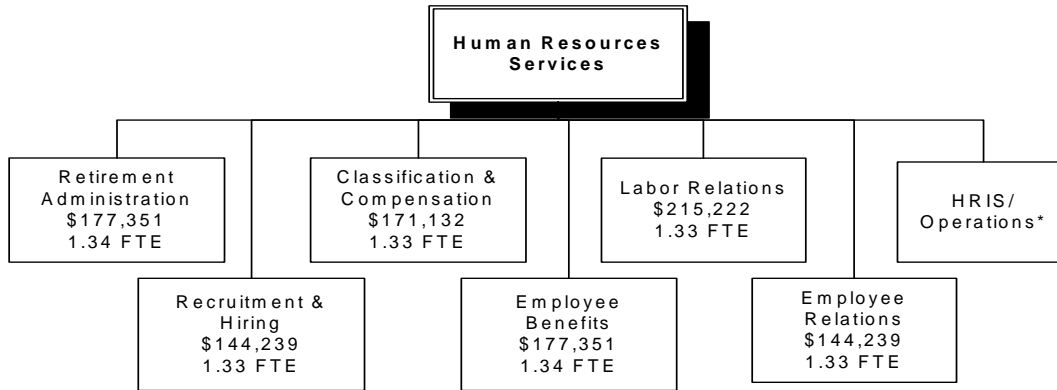 Human Resources
Services
Retirement
Administration
$177,351
1.34 FTE
Classification &
Compensation
$171,132
1.33 FTE
Labor Relations
$215,222
1.33 FTE
HRIS/
Operations*
Recruitment &
Hiring
$144,239
1.33 FTE
Employee
Benefits
$177,351
1.34 FTE
Employee
Relations
$144,239
1.33 FTE